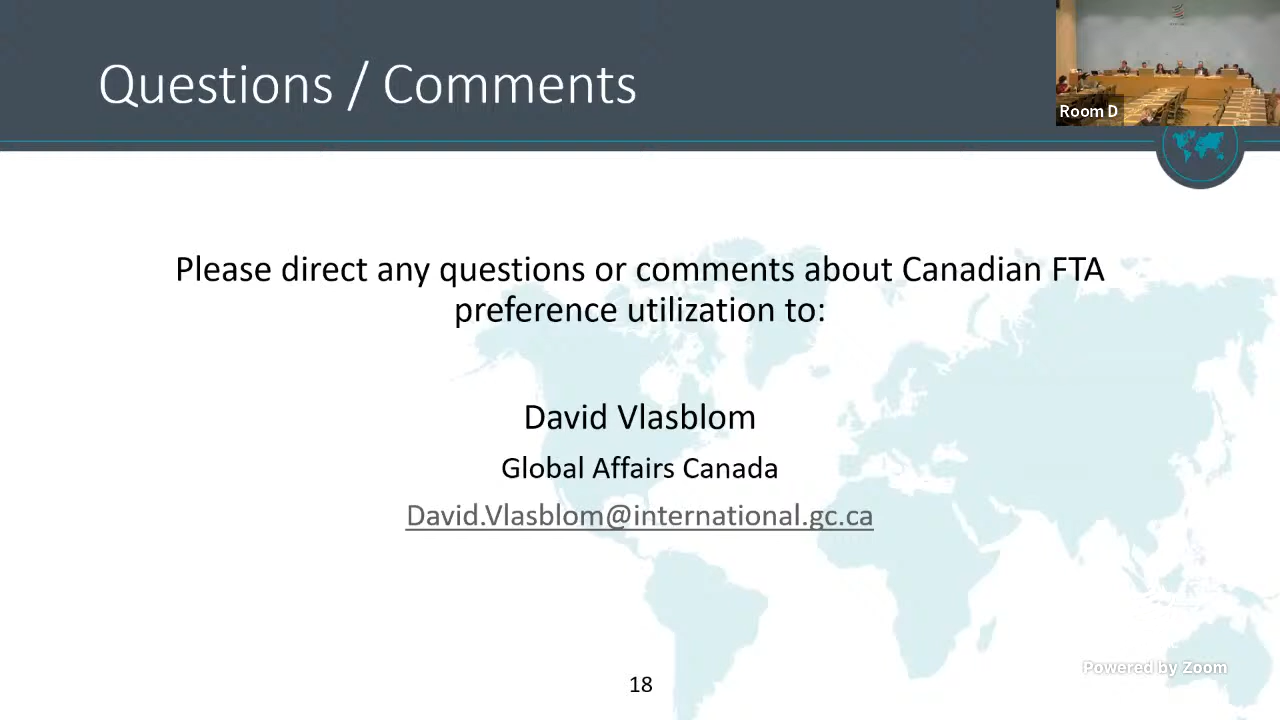 Questions / Comments
Room D
Please direct any questions or comments about Canadian FTA
preference utilization to:
David Vlasblom
Global Affairs Canada
David.Vlasblom@international.gc.ca
Powered by Zoom
18